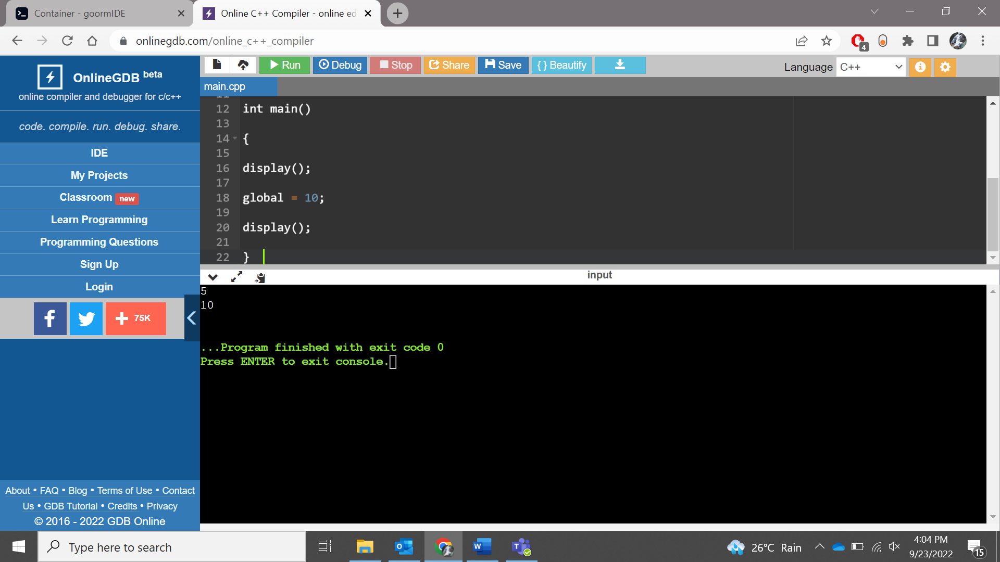 Container - goormIDE
Online C++ Compiler - online ed
onlinegdb.com/online_c++_compiler
4
OnlineGDB beta
online compiler and debugger for c/c++
code. compile. run. debug. share.
IDE
My Projects
Classroom new
Learn Programming
Programming Questions
Sign Up
Login
f
+ 75K
About • FAQ • Blog • Terms of Use • Contact
Us • GDB Tutorial • Credits • Privacy
© 2016 - 2022 GDB Online
Run Debug Stop Share Save { } Beautify
Language C++
main.cpp
11
12 int main()
13
14 {
15
16 display();
17
18 global = 10;
19
20 display();
21
22 }
input
5
10
...Program finished with exit code 0
Press ENTER to exit console.
Type here to search
26°C Rain
4:04 PM
9/23/2022
15